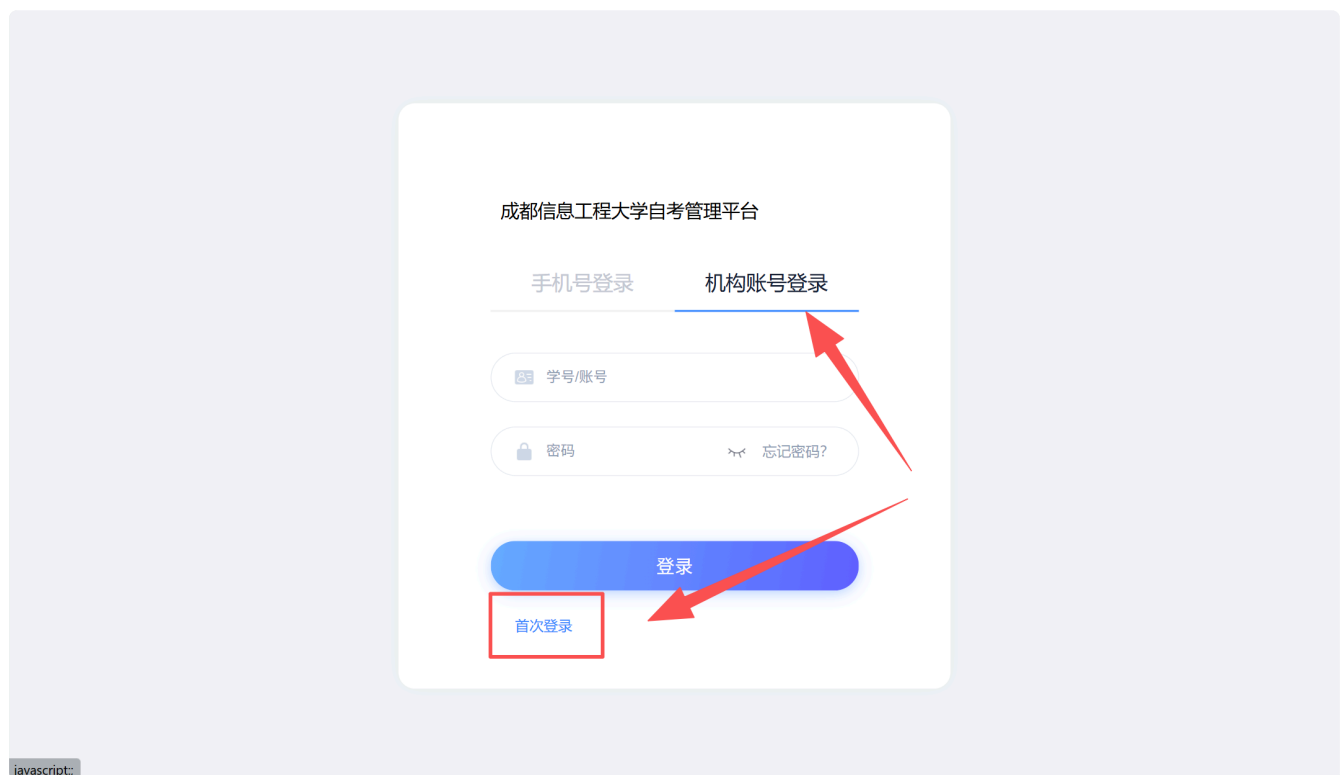 成都信息工程大学自考管理平台
手机号登录 机构账号登录
学号/账号
密码 忘记密码?
登录
首次登录
javascript:;